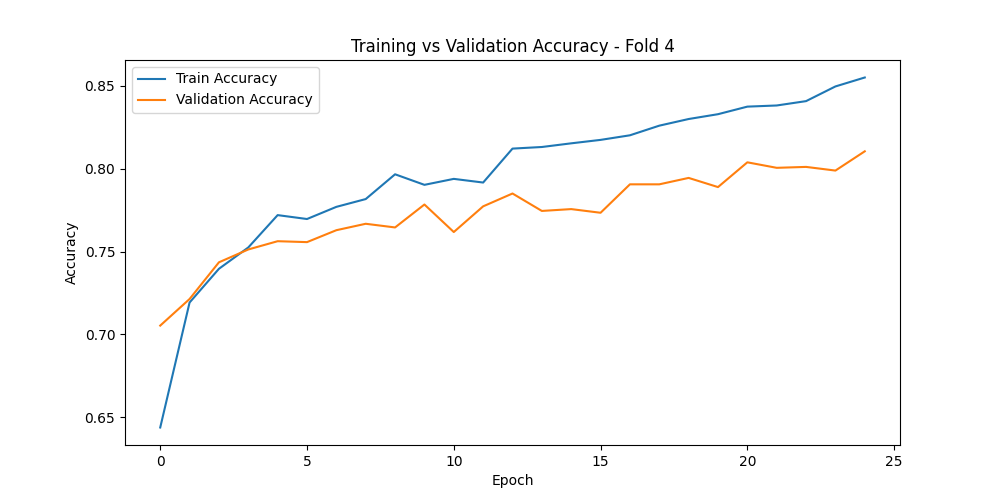 Training vs Validation Accuracy - Fold 4
Train Accuracy
Validation Accuracy
0.85
0.80
0.75
0.70
0.65
Accuracy
0 5 10 15 20 25
Epoch